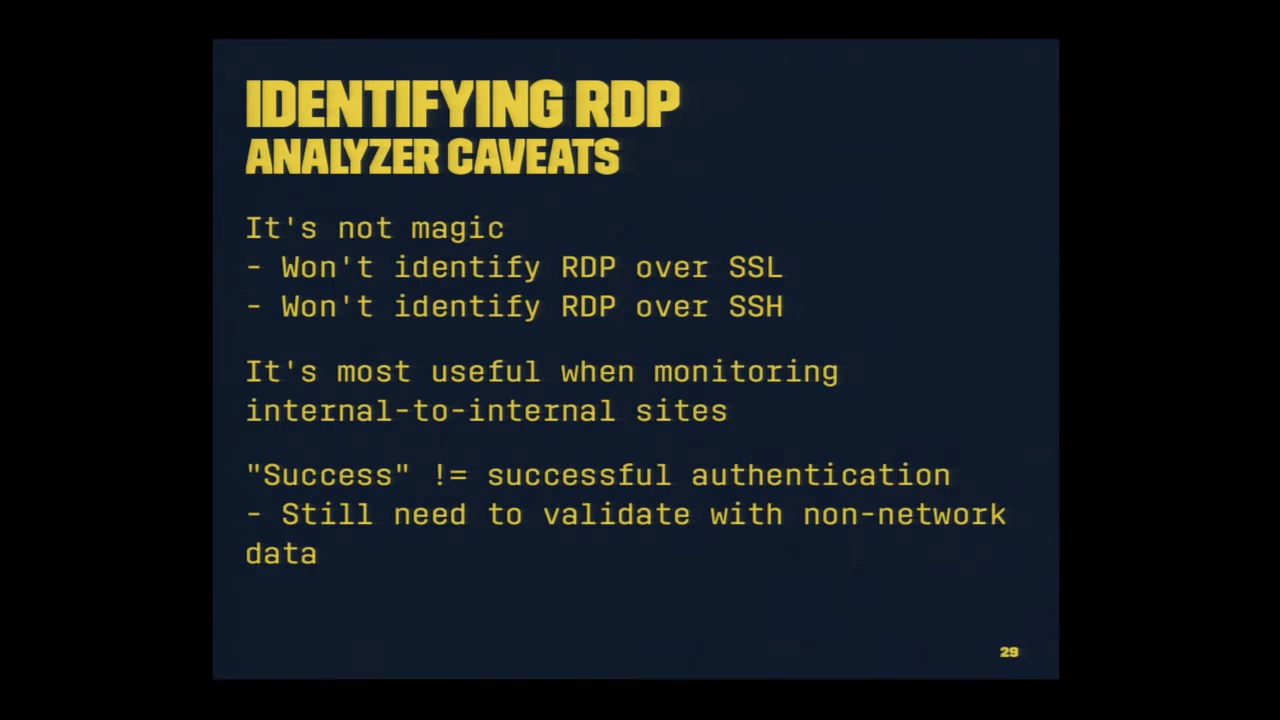 IDENTIFYING RDP
ANALYZER CAVEATS
It's not magic
- Won't identify RDP over SSL
- Won't identify RDP over SSH
It's most useful when monitoring
internal-to-internal sites
"Success" != successful authentication
- Still need to validate with non-network
data
29